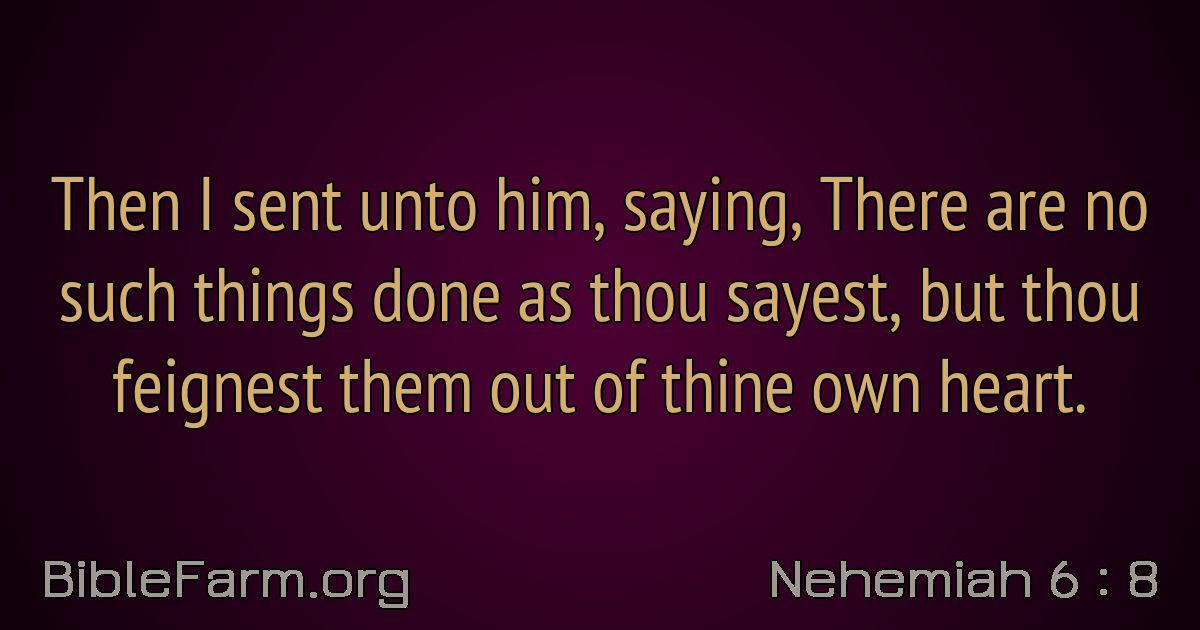 Then I sent unto him, saying, There are no
such things done as thou sayest, but thou
feignest them out of thine own heart.
BibleFarm.org
Nehemiah 6 : 8